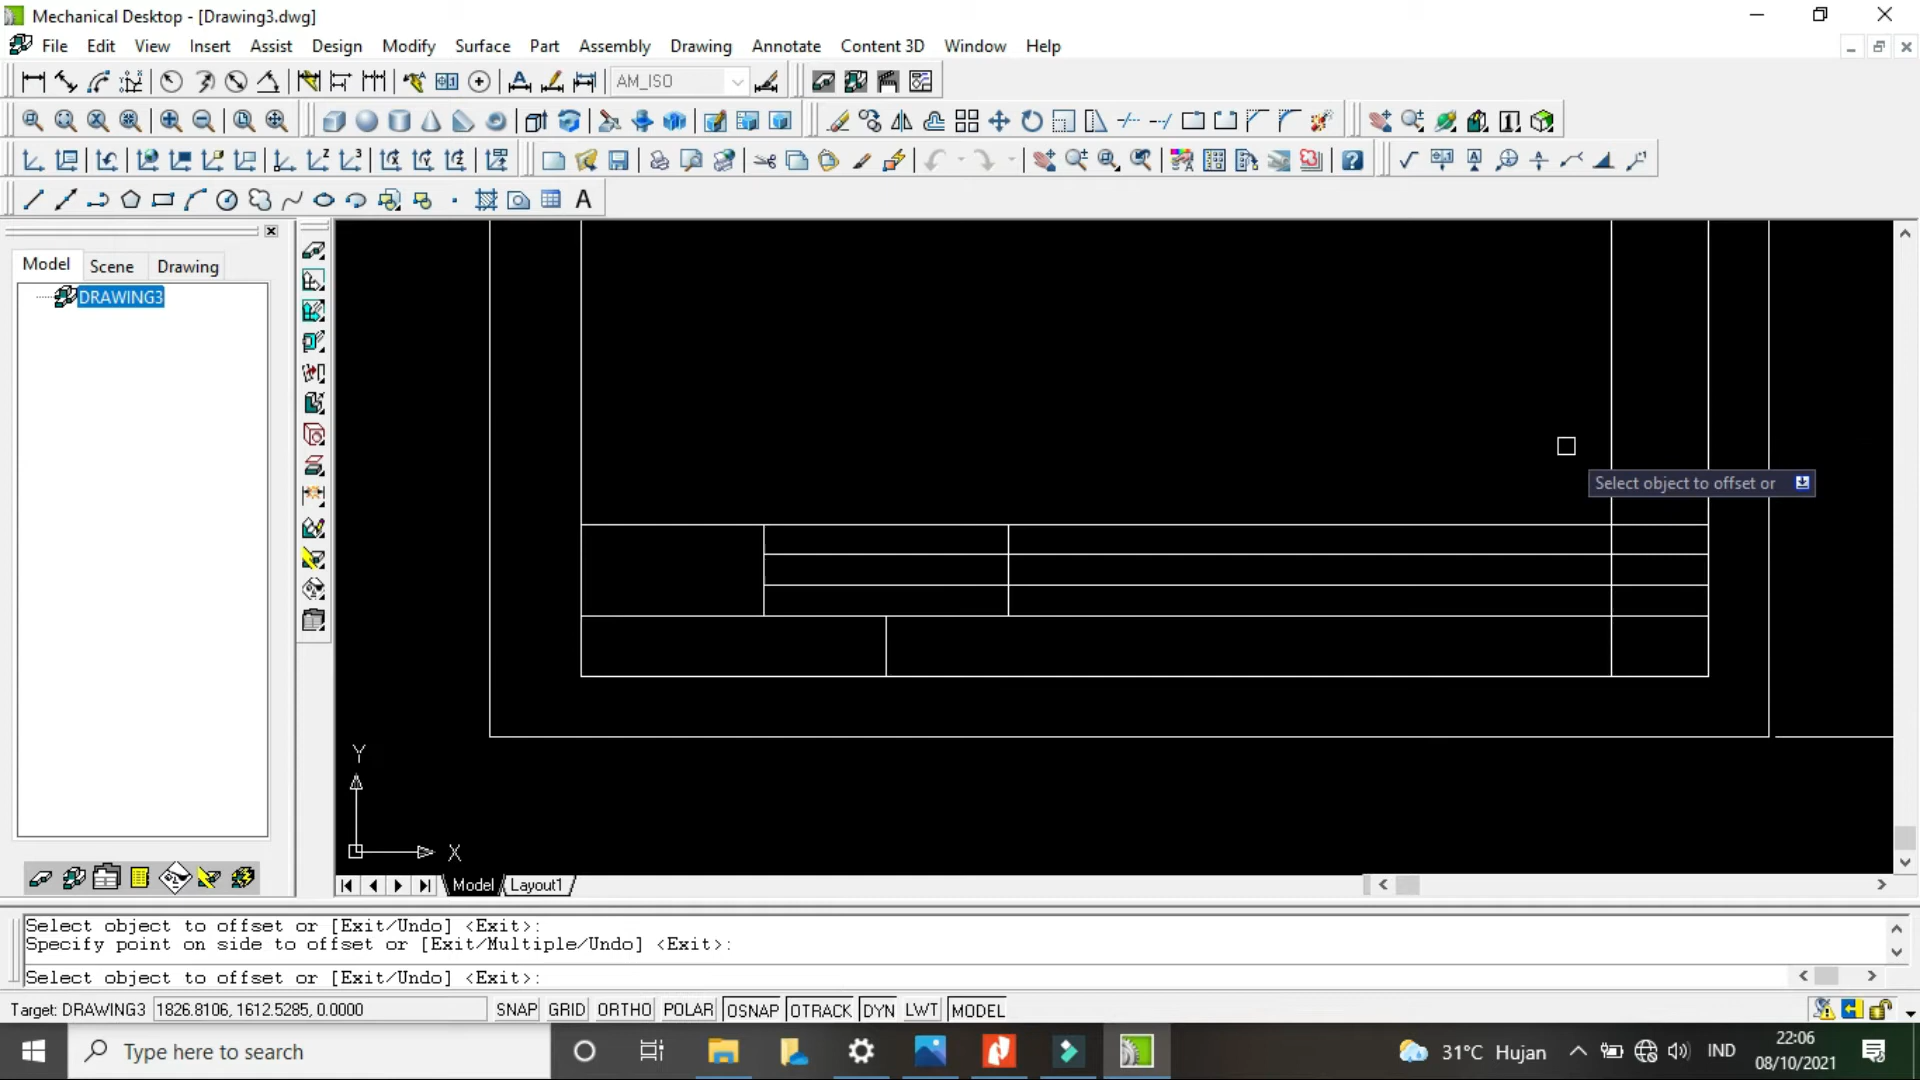 Mechanical Desktop - [Drawing3.dwg]
File Edit View Insert Assist Design Modify Surface Part Assembly Drawing Annotate Content 3D Window Help
AM_ISO
A
Model Scene Drawing
DRAWING3
Select object to offset or
Y
X
Model Layout1
Select object to offset or [Exit/Undo] <Exit>:
Specify point on side to offset or [Exit/Multiple/Undo] <Exit>:
Select object to offset or [Exit/Undo] <Exit>:
Target: DRAWING3 1826.8106, 1612.5285, 0.0000 SNAP GRID ORTHO POLAR OSNAP OTRACK DYN LWT MODEL
Type here to search
31°C Hujan
IND
22:06
08/10/2021